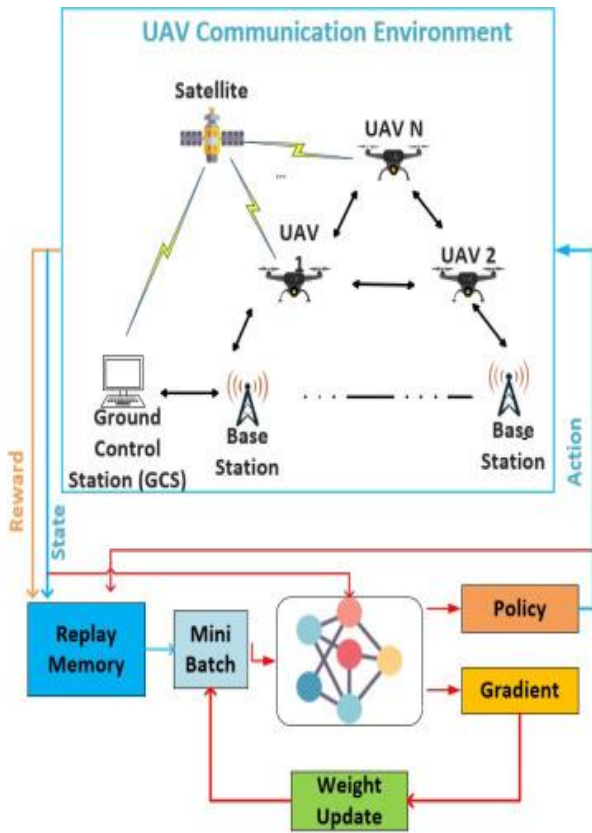 UAV Communication Environment
Satellite
UAV N
...
UAV
1
UAV 2
Ground
Control
Station (GCS)
Base
Station
Base
Station
Reward
State
Action
Replay
Memory
Mini
Batch
Policy
Gradient
Weight
Update